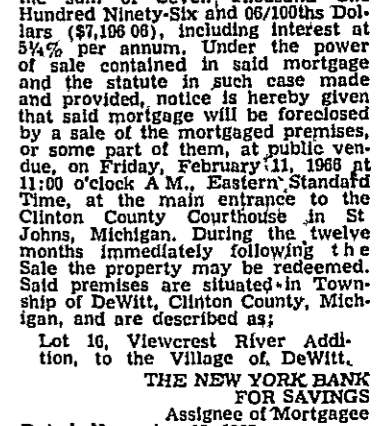 the sum of Seven Thousand One
Hundred Ninety-Six and 06/100ths Dol-
lars ($7,196 06), including interest at
5¼% per annum. Under the power
of sale contained in said mortgage
and the statute in such case made
and provided, notice is hereby given
that said mortgage will be foreclosed
by a sale of the mortgaged premises,
or some part of them, at public ven-
due, on Friday, February 11, 1966 at
11:00 o'clock A M., Eastern Standard
Time, at the main entrance to the
Clinton County Courthouse in St
Johns, Michigan. During the twelve
months immediately following the
Sale the property may be redeemed.
Said premises are situated in Town-
ship of DeWitt, Clinton County, Mich-
igan, and are described as;
Lot 16, Viewcrest River Addi-
tion, to the Village of, DeWitt.
THE NEW YORK BANK
FOR SAVINGS
Assignee of Mortgagee